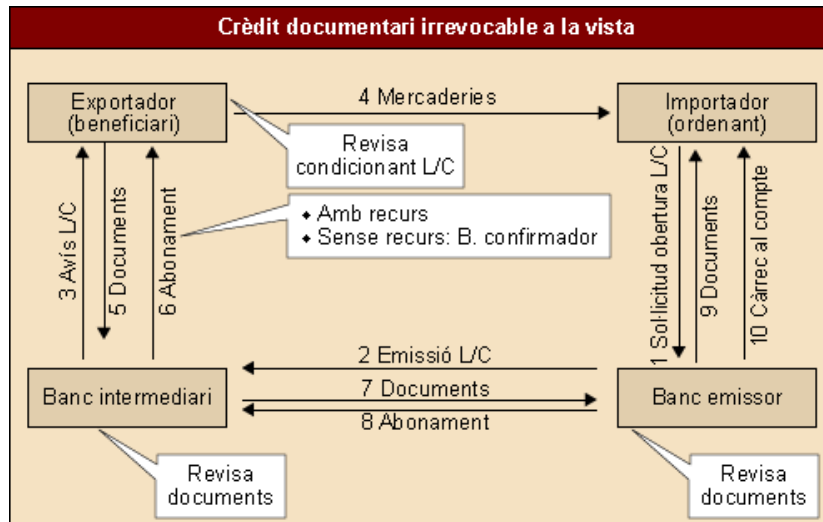 Crèdit documentari irrevocable a la vista
Exportador
(beneficiari)
4 Mercaderies
Importador
(ordenant)
Revisa
condicionant L/C
♦ Amb recurs
♦ Sense recurs: B. confirmador
3 Avís L/C
5 Documents
6 Abonament
1 Sol·licitud obertura L/C
9 Documents
10 Càrrec al compte
2 Emissió L/C
Banc intermediari
7 Documents
Banc emissor
8 Abonament
Revisa
documents
Revisa
documents